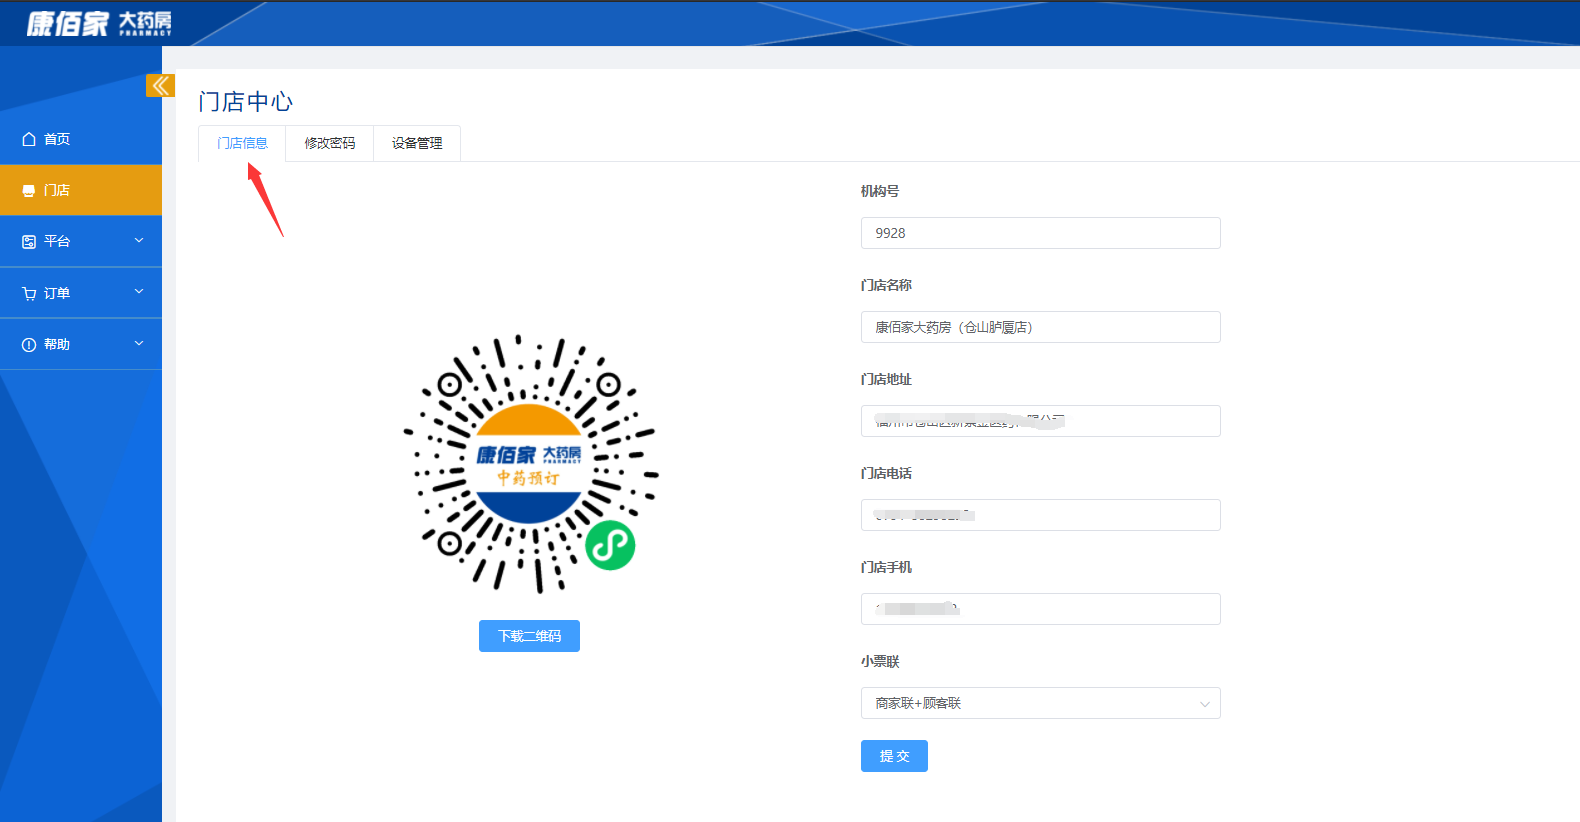 康佰家 大药房
PHARMACY
首页
门店
平台
订单
帮助
门店中心
门店信息 修改密码 设备管理
康佰家 大药房
PHARMACY
中药预订
下载二维码
机构号
9928
门店名称
康佰家大药房（仓山胪厦店）
门店地址
门店电话
门店手机
小票联
商家联+顾客联
提 交